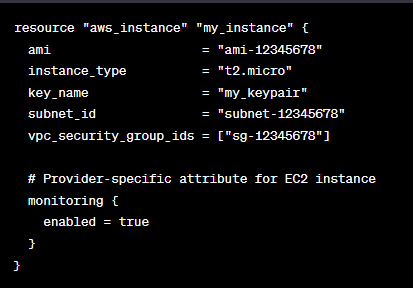 resource "aws_instance" "my_instance" {
  ami                    = "ami-12345678"
  instance_type          = "t2.micro"
  key_name               = "my_keypair"
  subnet_id              = "subnet-12345678"
  vpc_security_group_ids = ["sg-12345678"]

  # Provider-specific attribute for EC2 instance
  monitoring {
    enabled = true
  }
}